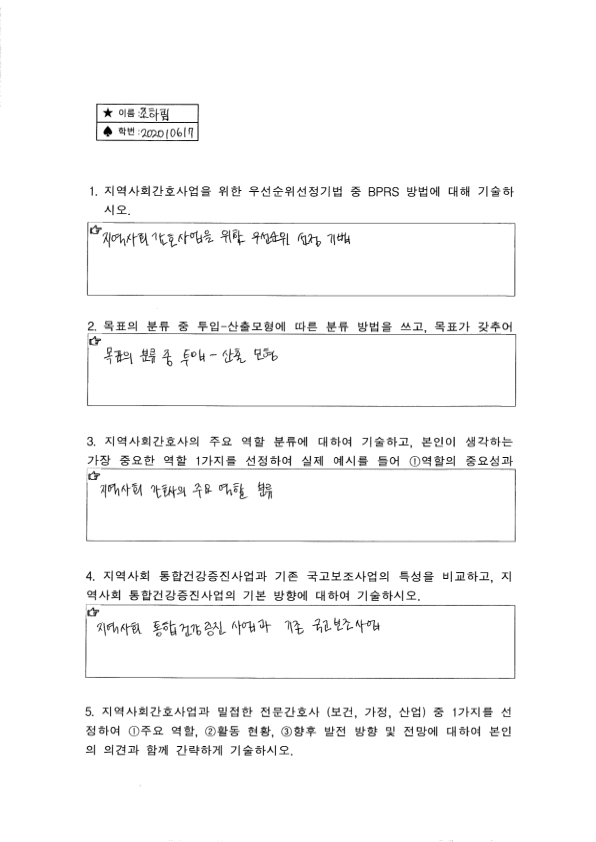 ★ 이름 :조타핌
♠ 학번 :202010617
1. 지역사회간호사업을 위한 우선순위선정기법 중 BPRS 방법에 대해 기술하
시오.
☞지역사회 간호사업을 위한 우선순위 선정 기법
2. 목표의 분류 중 투입-산출모형에 따른 분류 방법을 쓰고, 목표가 갖추어
☞
목표의 분류 중 투입 - 산출 모형
3. 지역사회간호사의 주요 역할 분류에 대하여 기술하고, 본인이 생각하는
가장 중요한 역할 1가지를 선정하여 실제 예시를 들어 ①역할의 중요성과
☞
지역사회 간호사의 주요 역할 분류
4. 지역사회 통합건강증진사업과 기존 국고보조사업의 특성을 비교하고, 지
역사회 통합건강증진사업의 기본 방향에 대하여 기술하시오.
☞
지역사회 통합건강증진 사업과 기존 국고보조사업
5. 지역사회간호사업과 밀접한 전문간호사 (보건, 가정, 산업) 중 1가지를 선
정하여 ①주요 역할, ②활동 현황, ③향후 발전 방향 및 전망에 대하여 본인
의 의견과 함께 간략하게 기술하시오.